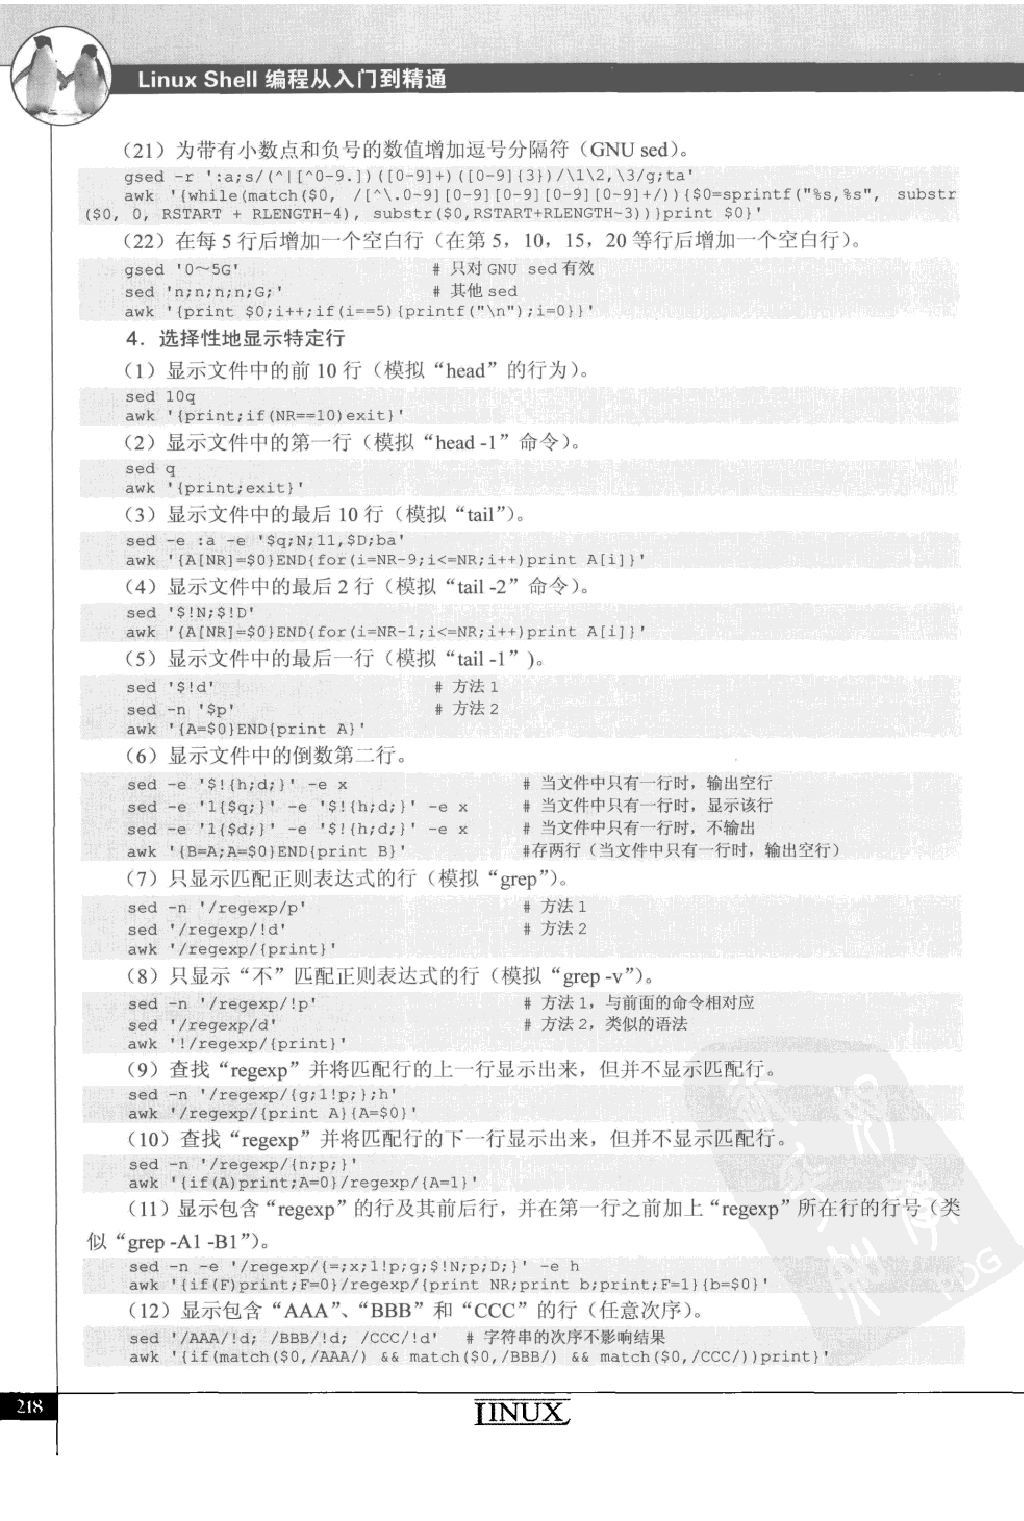 Linux Shell 编程从入门到精通
（21）为带有小数点和负号的数值增加逗号分隔符（GNU sed）。
gsed -r ':a;s/(^|[^0-9.])([0-9]+)([0-9]{3})/\1\2,\3/g;ta'
awk '{while(match($0, /[^\.0-9][0-9][0-9][0-9][0-9]+/)){$0=sprintf("%s,%s", substr
($0, 0, RSTART + RLENGTH-4), substr($0,RSTART+RLENGTH-3))}print $0}'
（22）在每 5 行后增加一个空白行（在第 5，10，15，20 等行后增加一个空白行）。
gsed '0～5G' # 只对 GNU sed 有效
sed 'n;n;n;n;G;' # 其他 sed
awk '{print $0;i++;if(i==5){printf("\n");i=0}}'
4．选择性地显示特定行
（1）显示文件中的前 10 行（模拟“head”的行为）。
sed 10q
awk '{print;if(NR==10)exit}'
（2）显示文件中的第一行（模拟“head -1”命令）。
sed q
awk '{print;exit}'
（3）显示文件中的最后 10 行（模拟“tail”）。
sed -e :a -e '$q;N;11,$D;ba'
awk '{A[NR]=$0}END{for(i=NR-9;i<=NR;i++)print A[i]}'
（4）显示文件中的最后 2 行（模拟“tail -2”命令）。
sed '$!N;$!D'
awk '{A[NR]=$0}END{for(i=NR-1;i<=NR;i++)print A[i]}'
（5）显示文件中的最后一行（模拟“tail -1”）。
sed '$!d' # 方法 1
sed -n '$p' # 方法 2
awk '{A=$0}END{print A}'
（6）显示文件中的倒数第二行。
sed -e '$!{h;d;}' -e x # 当文件中只有一行时，输出空行
sed -e '1{$q;}' -e '$!{h;d;}' -e x # 当文件中只有一行时，显示该行
sed -e '1{$d;}' -e '$!{h;d;}' -e x # 当文件中只有一行时，不输出
awk '{B=A;A=$0}END{print B}' #存两行（当文件中只有一行时，输出空行）
（7）只显示匹配正则表达式的行（模拟“grep”）。
sed -n '/regexp/p' # 方法 1
sed '/regexp/!d' # 方法 2
awk '/regexp/{print}'
（8）只显示“不”匹配正则表达式的行（模拟“grep -v”）。
sed -n '/regexp/!p' # 方法 1，与前面的命令相对应
sed '/regexp/d' # 方法 2，类似的语法
awk '!/regexp/{print}'
（9）查找“regexp”并将匹配行的上一行显示出来，但并不显示匹配行。
sed -n '/regexp/{g;1!p;};h'
awk '/regexp/{print A}{A=$0}'
（10）查找“regexp”并将匹配行的下一行显示出来，但并不显示匹配行。
sed -n '/regexp/{n;p;}'
awk '{if(A)print;A=0}/regexp/{A=1}'
（11）显示包含“regexp”的行及其前后行，并在第一行之前加上“regexp”所在行的行号（类
似“grep -A1 -B1”）。
sed -n -e '/regexp/{=;x;1!p;g;$!N;p;D;}' -e h
awk '{if(F)print;F=0}/regexp/{print NR;print b;print;F=1}{b=$0}'
（12）显示包含“AAA”、“BBB”和“CCC”的行（任意次序）。
sed '/AAA/!d; /BBB/!d; /CCC/!d' # 字符串的次序不影响结果
awk '{if(match($0,/AAA/) && match($0,/BBB/) && match($0,/CCC/))print}'
PDG
218
LINUX